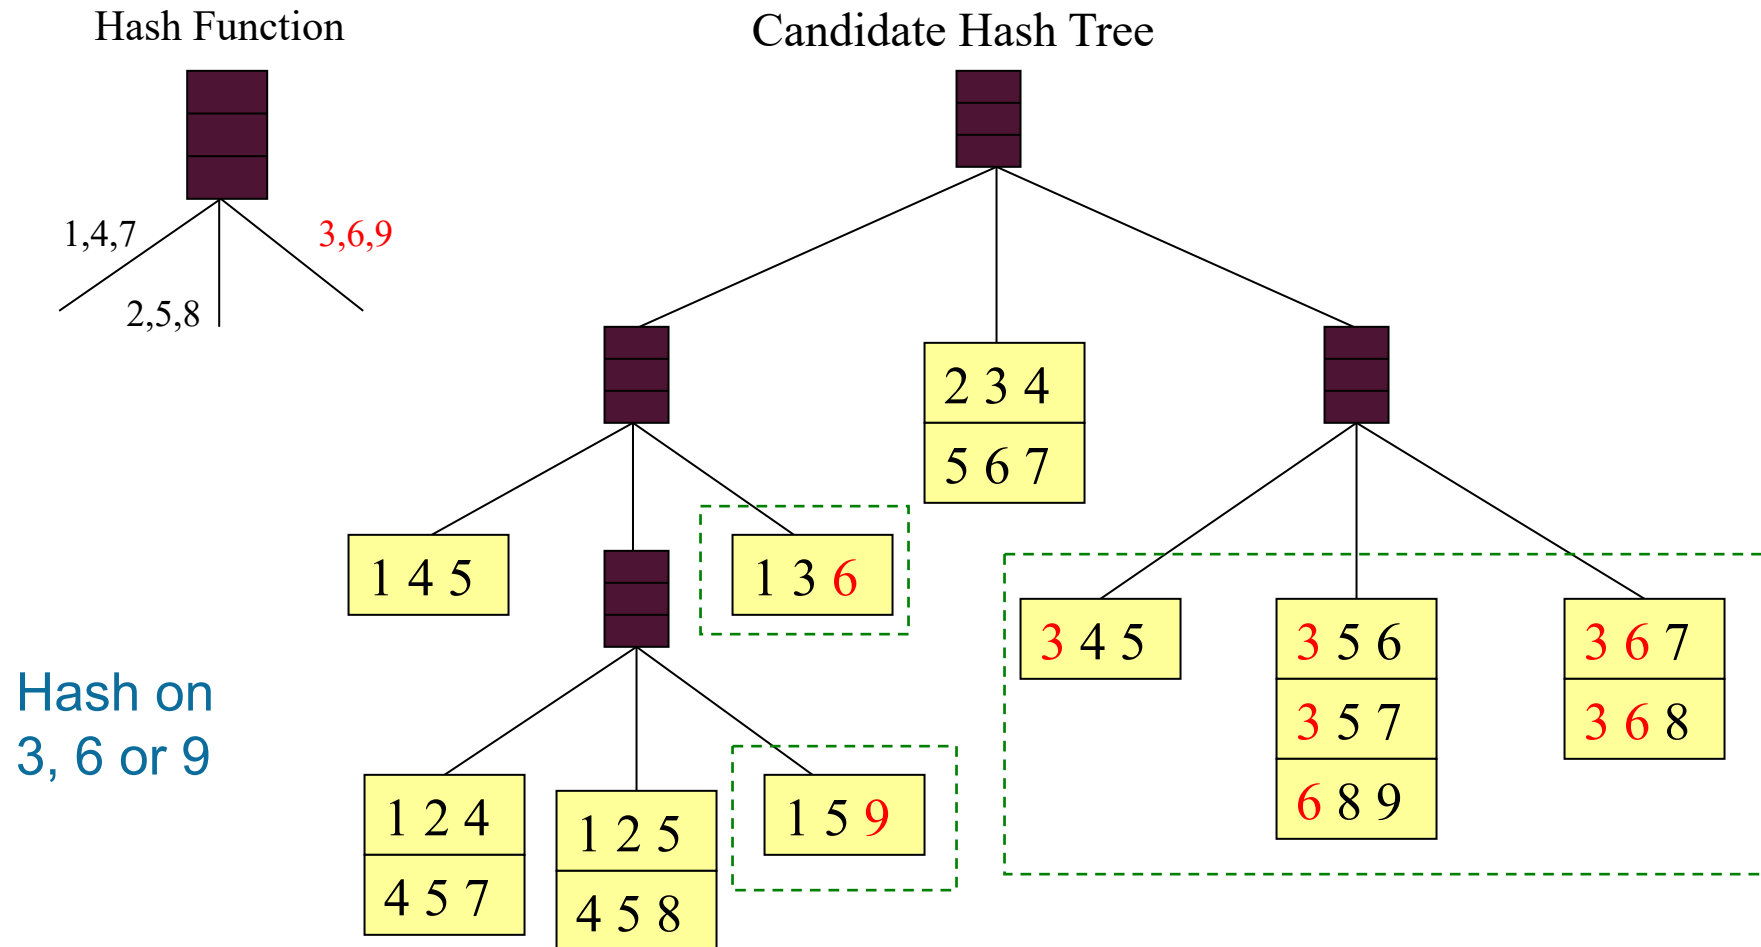 Hash Function
Candidate Hash Tree
1,4,7
3,6,9
2,5,8
2 3 4
5 6 7
1 4 5
1 3 6
3 4 5
3 5 6
3 6 7
3 5 7
3 6 8
6 8 9
Hash on
3, 6 or 9
1 2 4
1 2 5
1 5 9
4 5 7
4 5 8